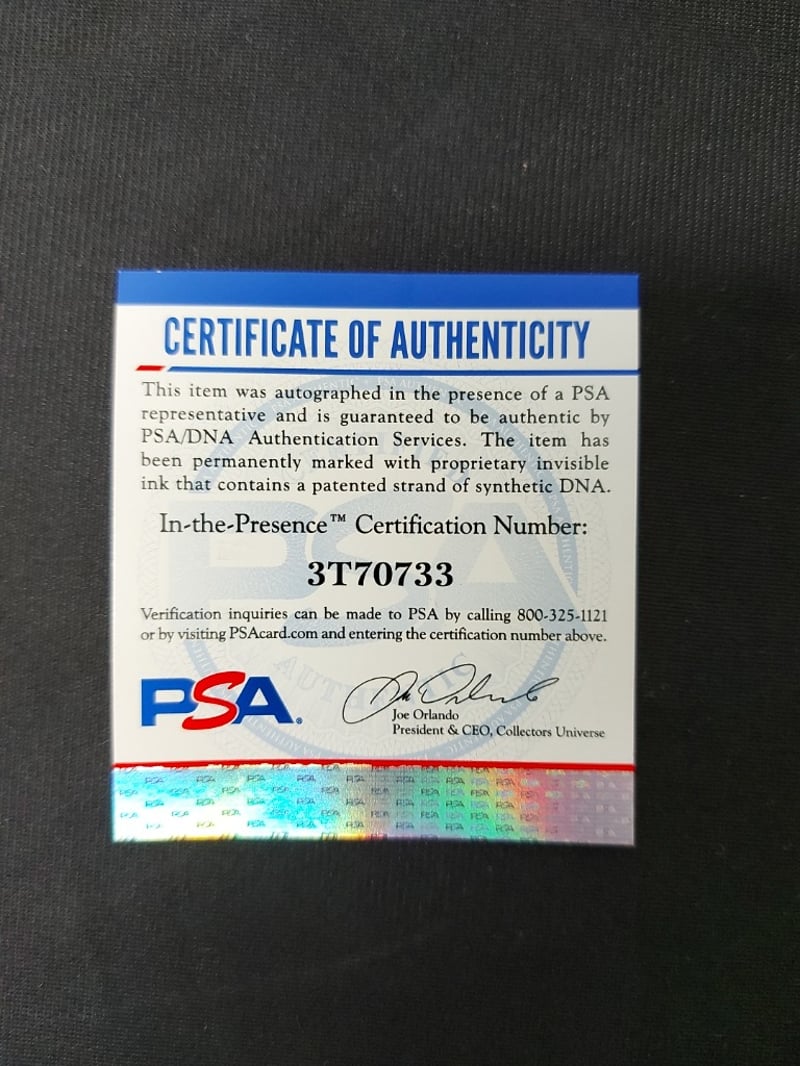 CERTIFICATE OF AUTHENTICITY
This item was autographed in the presence of a PSA
representative and is guaranteed to be authentic by
PSA/DNA Authentication Services. The item has
been permanently marked with proprietary invisible
ink that contains a patented strand of synthetic DNA.
In-the-Presence™ Certification Number:
3T70733
Verification inquiries can be made to PSA by calling 800-325-1121
or by visiting PSAcard.com and entering the certification number above.
PSA®
Joe Orlando
President & CEO, Collectors Universe